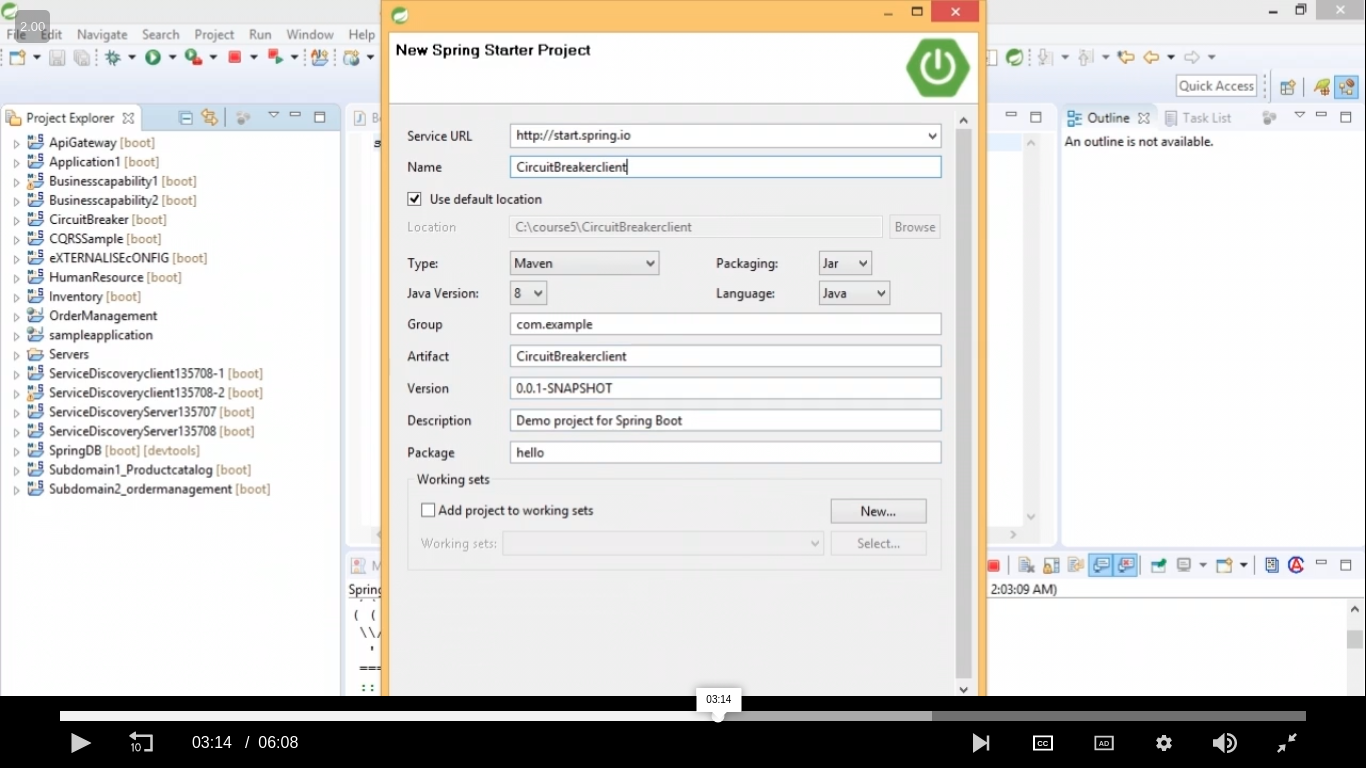 2.00
File Edit Navigate Search Project Run Window Help
New Spring Starter Project
Quick Access
Project Explorer
ApiGateway [boot]
Application1 [boot]
Businesscapability1 [boot]
Businesscapability2 [boot]
CircuitBreaker [boot]
CQRSSample [boot]
eXTERNALISEcONFIG [boot]
HumanResource [boot]
Inventory [boot]
OrderManagement
sampleapplication
Servers
ServiceDiscoveryclient135708-1 [boot]
ServiceDiscoveryclient135708-2 [boot]
ServiceDiscoveryServer135707 [boot]
ServiceDiscoveryServer135708 [boot]
SpringDB [boot] [devtools]
Subdomain1_Productcatalog [boot]
Subdomain2_ordermanagement [boot]
Service URL http://start.spring.io
Name CircuitBreakerclient
Use default location
Location C:\course5\CircuitBreakerclient Browse
Type: Maven Packaging: Jar
Java Version: 8 Language: Java
Group com.example
Artifact CircuitBreakerclient
Version 0.0.1-SNAPSHOT
Description Demo project for Spring Boot
Package hello
Working sets
Add project to working sets New...
Working sets: Select...
Outline Task List
An outline is not available.
Spring
2:03:09 AM)
( (
\\/
'
===
::
03:14
10 03:14 / 06:08 CC AD